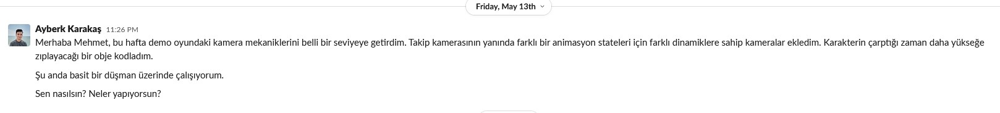 Friday, May 13th
Ayberk Karakaş 11:26 PM
Merhaba Mehmet, bu hafta demo oyundaki kamera mekaniklerini belli bir seviyeye getirdim. Takip kamerasının yanında farklı bir animasyon stateleri için farklı dinamiklere sahip kameralar ekledim. Karakterin çarptığı zaman daha yükseğe
zıplayacağı bir obje kodladım.
Şu anda basit bir düşman üzerinde çalışıyorum.
Sen nasılsın? Neler yapıyorsun?